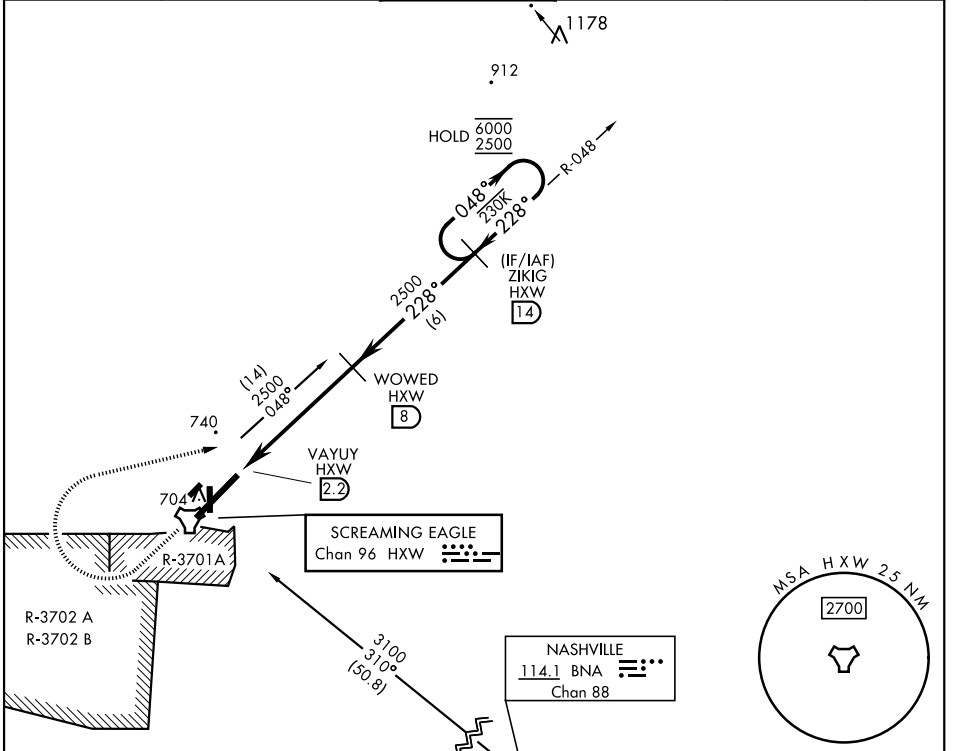 1178
912
HOLD 6000
2500
R-048
048°
230K
228°
(IF/IAF)
ZIKIG
HXW
14
2500
228°
(6)
WOWED
HXW
8
(14)
2500
048°
740
VAYUY
HXW
2.2
704
SCREAMING EAGLE
Chan 96 HXW
R-3701A
R-3702 A
R-3702 B
3100
310°
(50.8)
NASHVILLE
114.1 BNA
Chan 88
MSA HXW 25 NM
2700